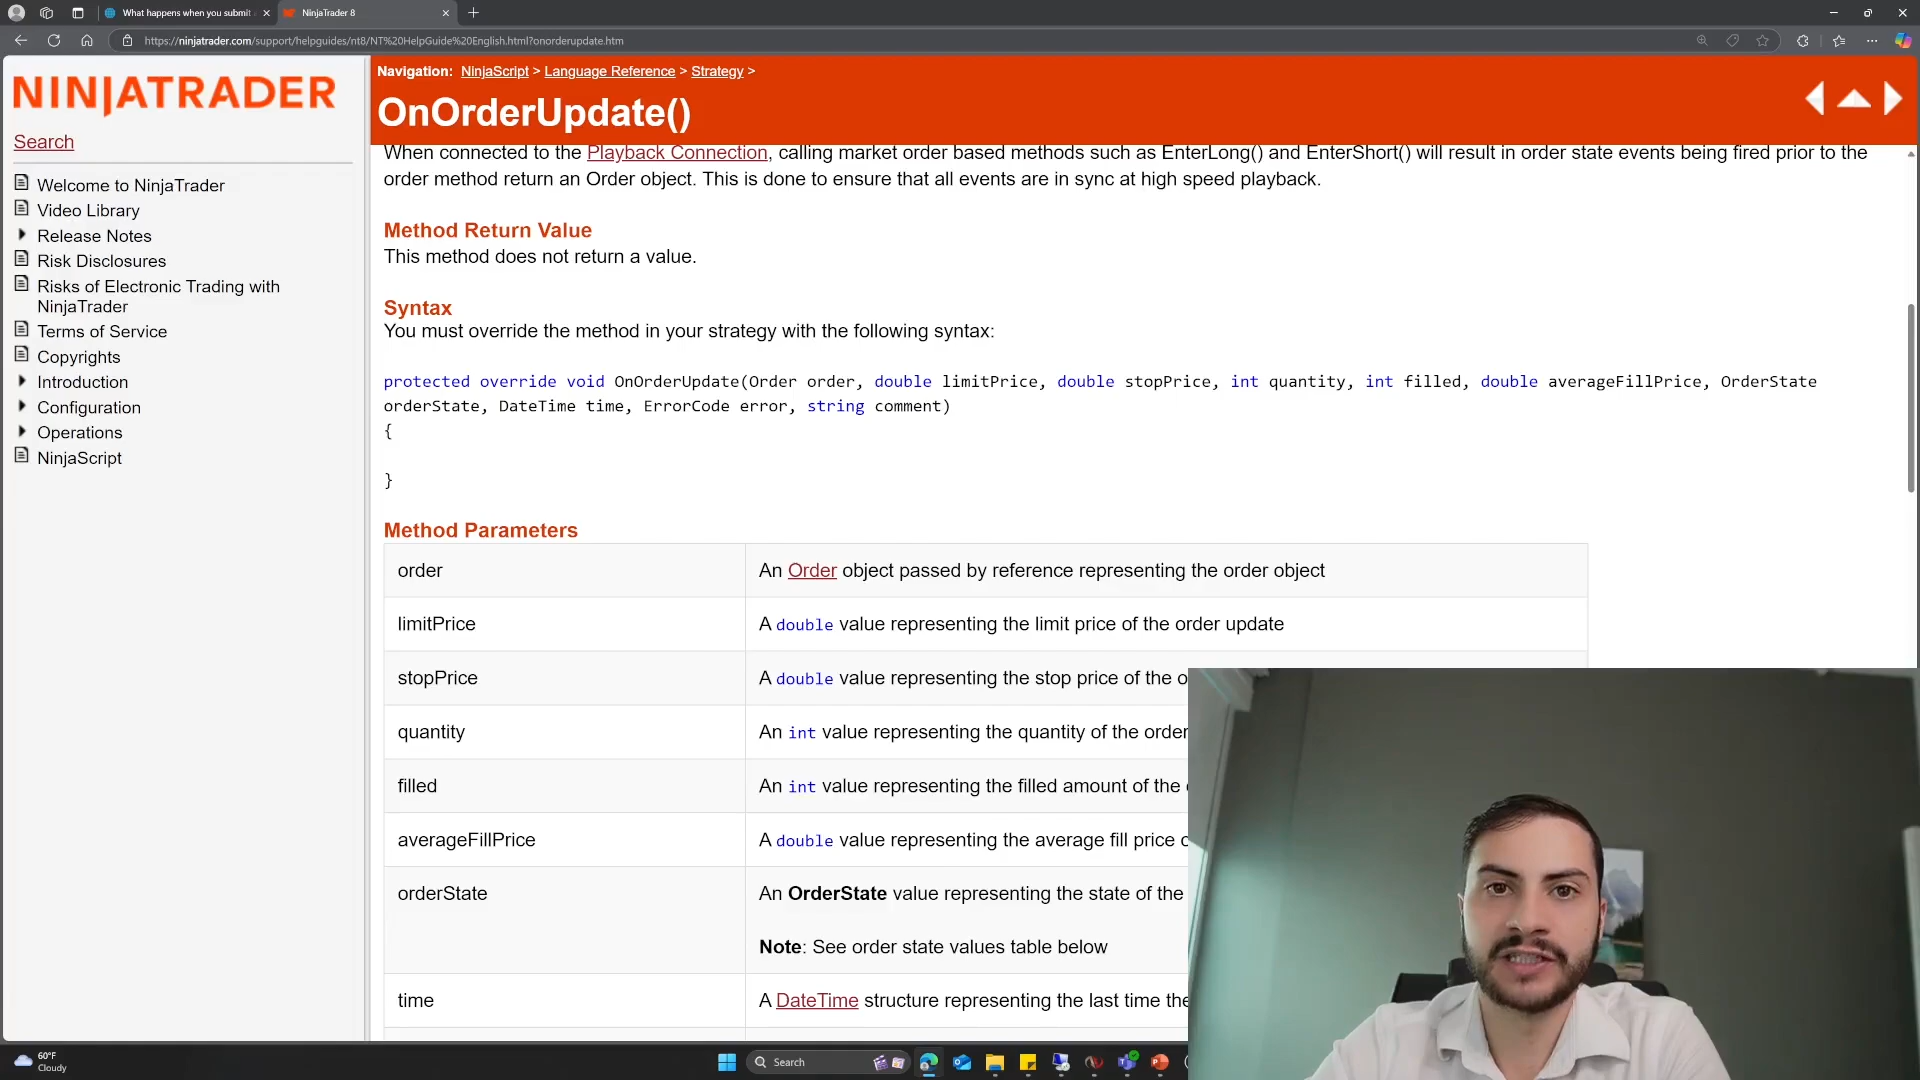 What happens when you submit
NinjaTrader 8
https://ninjatrader.com/support/helpguides/nt8/NT%20HelpGuide%20English.html?onorderupdate.htm
NINJATRADER
Search
Welcome to NinjaTrader
Video Library
Release Notes
Risk Disclosures
Risks of Electronic Trading with
NinjaTrader
Terms of Service
Copyrights
Introduction
Configuration
Operations
NinjaScript
Navigation: NinjaScript > Language Reference > Strategy >
OnOrderUpdate()
When connected to the Playback Connection, calling market order based methods such as EnterLong() and EnterShort() will result in order state events being fired prior to the
order method return an Order object. This is done to ensure that all events are in sync at high speed playback.
Method Return Value
This method does not return a value.
Syntax
You must override the method in your strategy with the following syntax:
protected override void OnOrderUpdate(Order order, double limitPrice, double stopPrice, int quantity, int filled, double averageFillPrice, OrderState
orderState, DateTime time, ErrorCode error, string comment)
{
}
Method Parameters
order An Order object passed by reference representing the order object
limitPrice A double value representing the limit price of the order update
stopPrice A double value representing the stop price of the o
quantity An int value representing the quantity of the order
filled An int value representing the filled amount of the
averageFillPrice A double value representing the average fill price
orderState An OrderState value representing the state of the
Note: See order state values table below
time A DateTime structure representing the last time the
60°F
Cloudy
Search